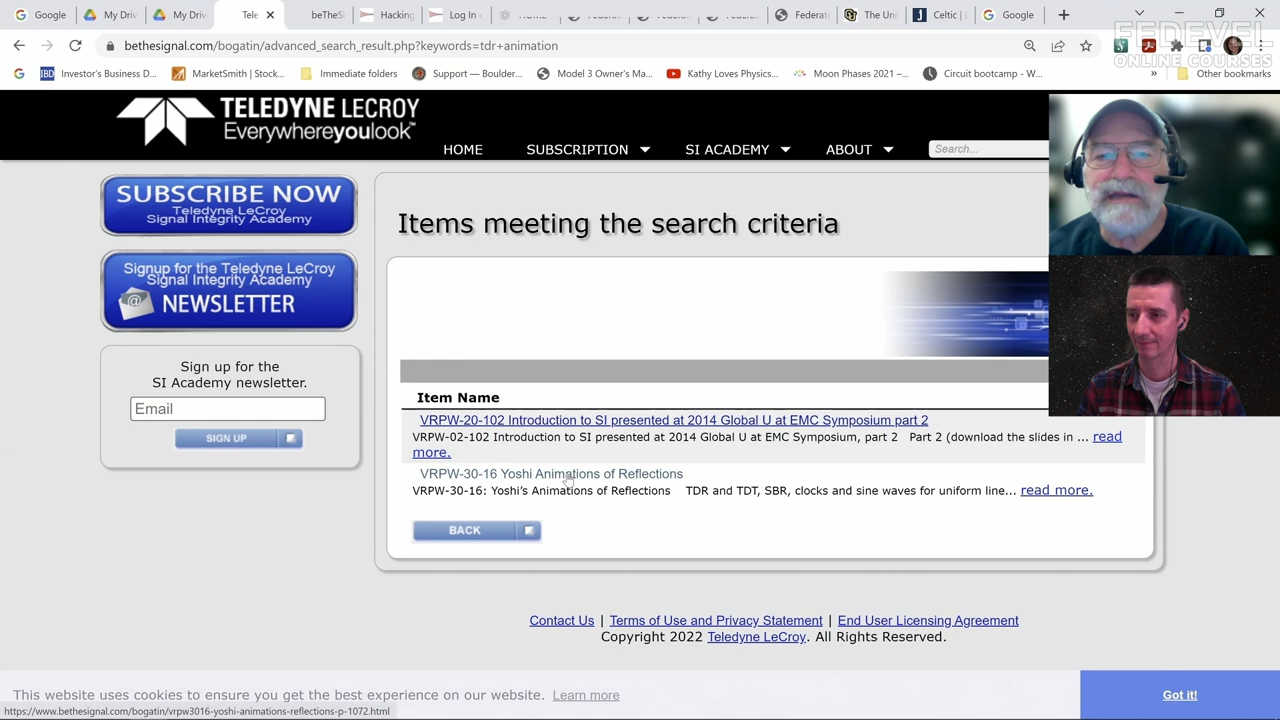 Google
My Driv
My Driv
Tele
beTheSi
Hacking
Log In
HOME
Federati
The Uni
Celtic |
Google
bethesignal.com/bogatin/advanced_search_result.php?keywords=tdr+animation
Investor's Business D...
MarketSmith | Stock...
Immediate folders
Support — Boulder...
Model 3 Owner's Ma...
Kathy Loves Physics...
Moon Phases 2021 –...
Circuit bootcamp - W...
»
Other bookmarks
FEDEVEL
ONLINE COURSES
TELEDYNE LECROY
Everywhereyoulook™
HOME
SUBSCRIPTION
SI ACADEMY
ABOUT
Search...
SUBSCRIBE NOW
Teledyne LeCroy
Signal Integrity Academy
Signup for the Teledyne LeCroy
Signal Integrity Academy
NEWSLETTER
Sign up for the
SI Academy newsletter.
Email
SIGN UP
Items meeting the search criteria
Item Name
VRPW-20-102 Introduction to SI presented at 2014 Global U at EMC Symposium part 2
VRPW-02-102 Introduction to SI presented at 2014 Global U at EMC Symposium, part 2 Part 2 (download the slides in ... read
more.
VRPW-30-16 Yoshi Animations of Reflections
VRPW-30-16: Yoshi's Animations of Reflections TDR and TDT, SBR, clocks and sine waves for uniform line... read more.
BACK
Contact Us | Terms of Use and Privacy Statement | End User Licensing Agreement
Copyright 2022 Teledyne LeCroy. All Rights Reserved.
This website uses cookies to ensure you get the best experience on our website. Learn more
Got it!
https://www.bethesignal.com/bogatin/vrpw3016-yoshi-animations-reflections-p-1072.html